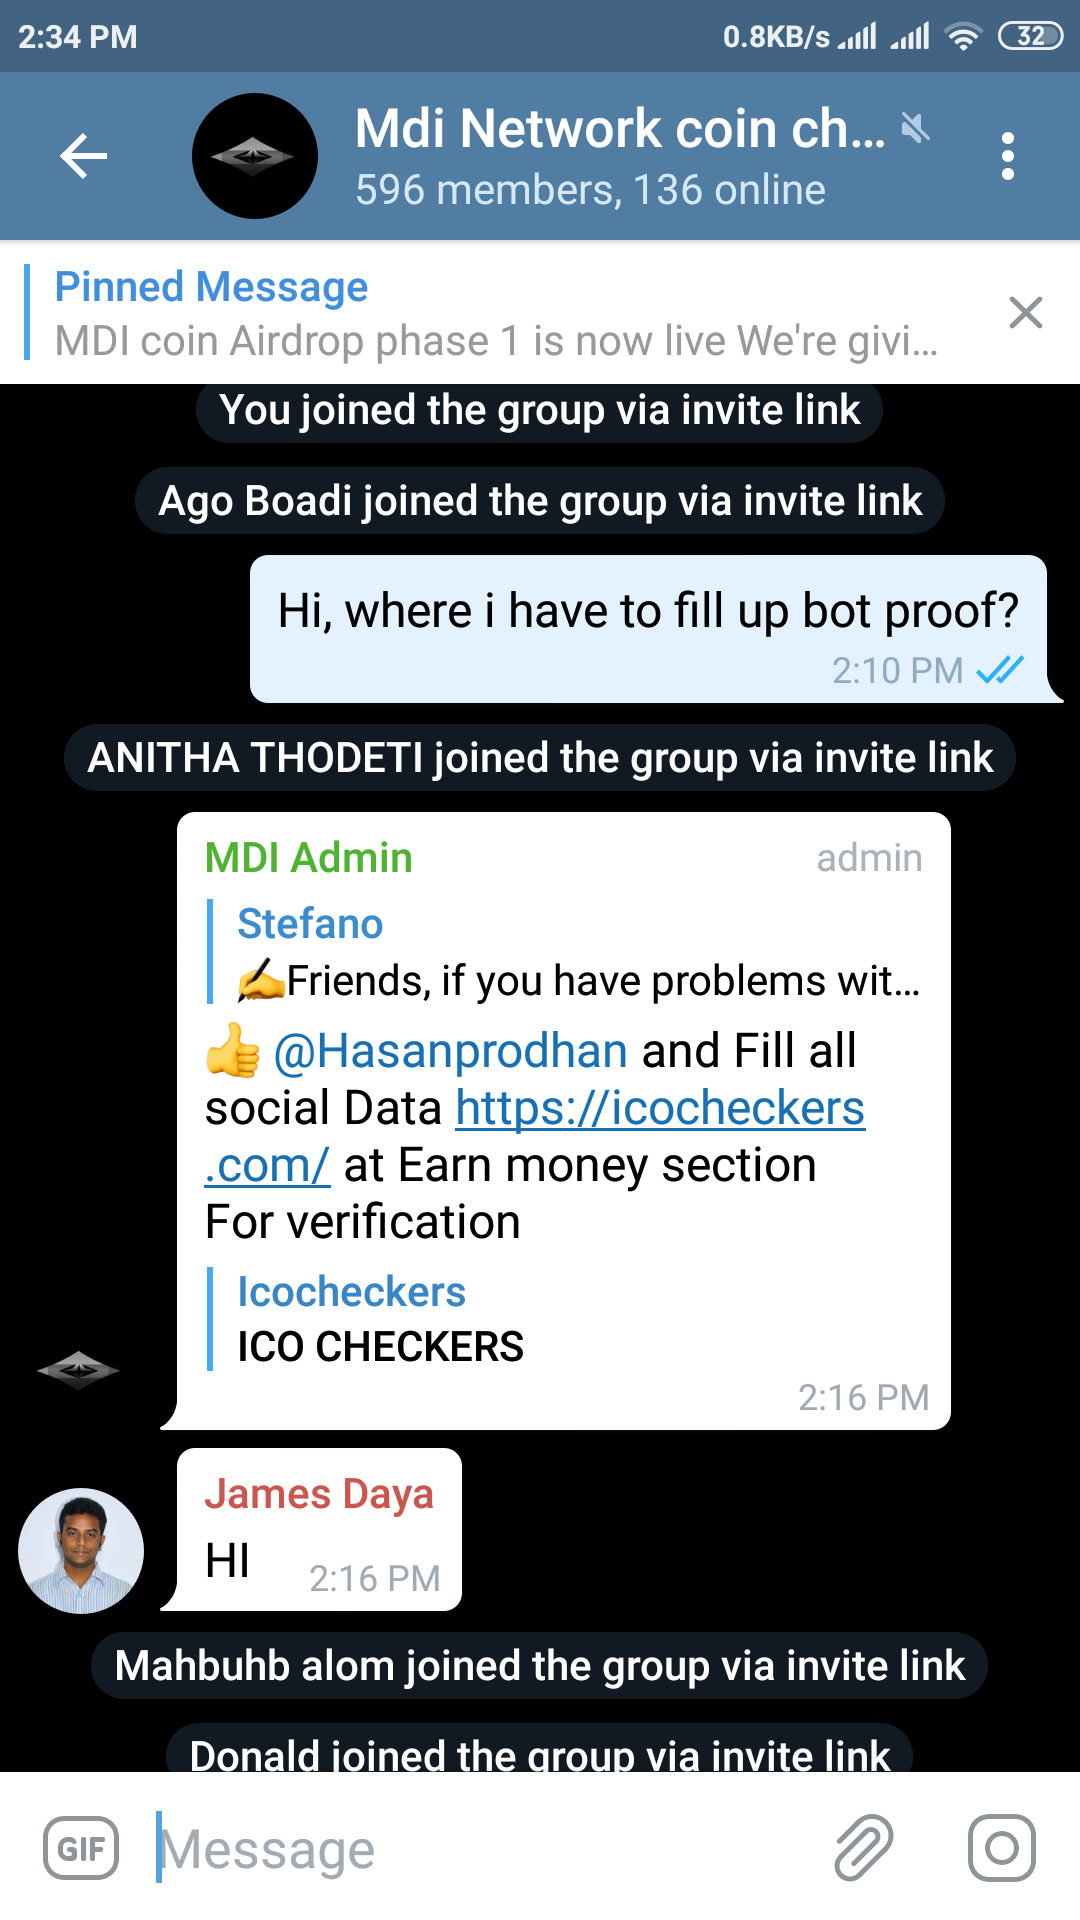 2:34 PM 0.8KB/s 32
Mdi Network coin ch...
596 members, 136 online
Pinned Message
MDI coin Airdrop phase 1 is now live We're givi...
You joined the group via invite link
Ago Boadi joined the group via invite link
Hi, where i have to fill up bot proof?
2:10 PM
ANITHA THODETI joined the group via invite link
MDI Admin admin
Stefano
✍Friends, if you have problems wit...
👍 @Hasanprodhan and Fill all
social Data https://icocheckers
.com/ at Earn money section
For verification
Icocheckers
ICO CHECKERS
2:16 PM
James Daya
HI 2:16 PM
Mahbuhb alom joined the group via invite link
Donald joined the group via invite link
GIF Message